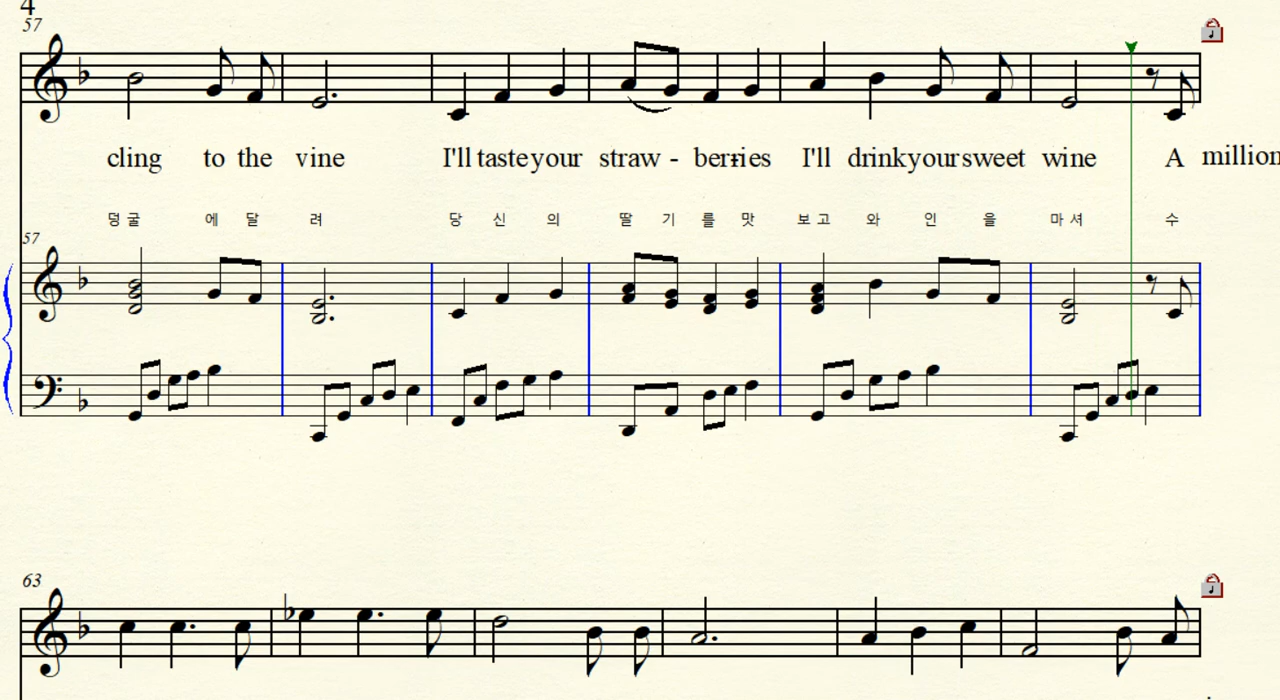 4
57
cling to the vine I'll taste your straw - berries I'll drink your sweet wine A million
덩굴 에 달 려 당 신 의 딸 기 를 맛 보고 와 인 을 마셔 수
57
63